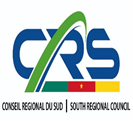 CRS
CONSEIL REGIONAL DU SUD | SOUTH REGIONAL COUNCIL